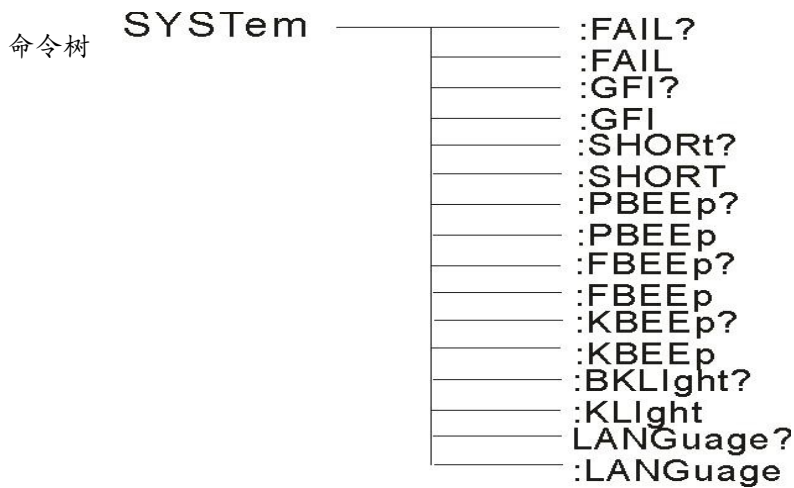 SYSTem
命令树
:FAIL?
:FAIL
:GFI?
:GFI
:SHORt?
:SHORT
:PBEEp?
:PBEEp
:FBEEp?
:FBEEp
:KBEEp?
:KBEEp
:BKLIght?
:KLIght
LANGuage?
:LANGuage